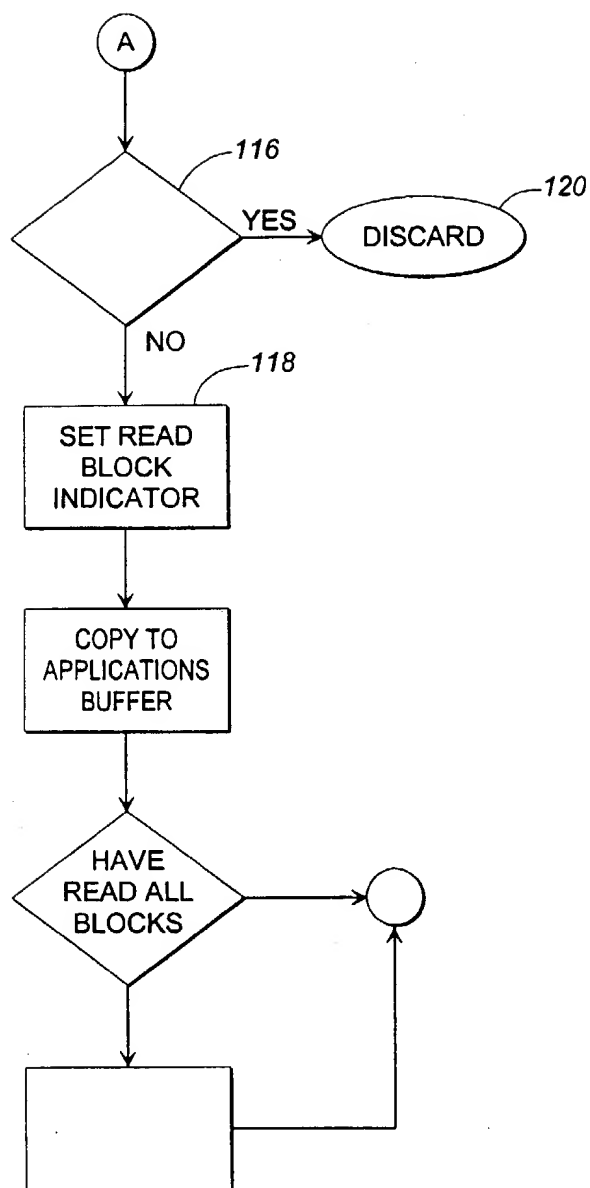 A
116
YES
DISCARD
120
NO
118
SET READ
BLOCK
INDICATOR
COPY TO
APPLICATIONS
BUFFER
HAVE
READ ALL
BLOCKS